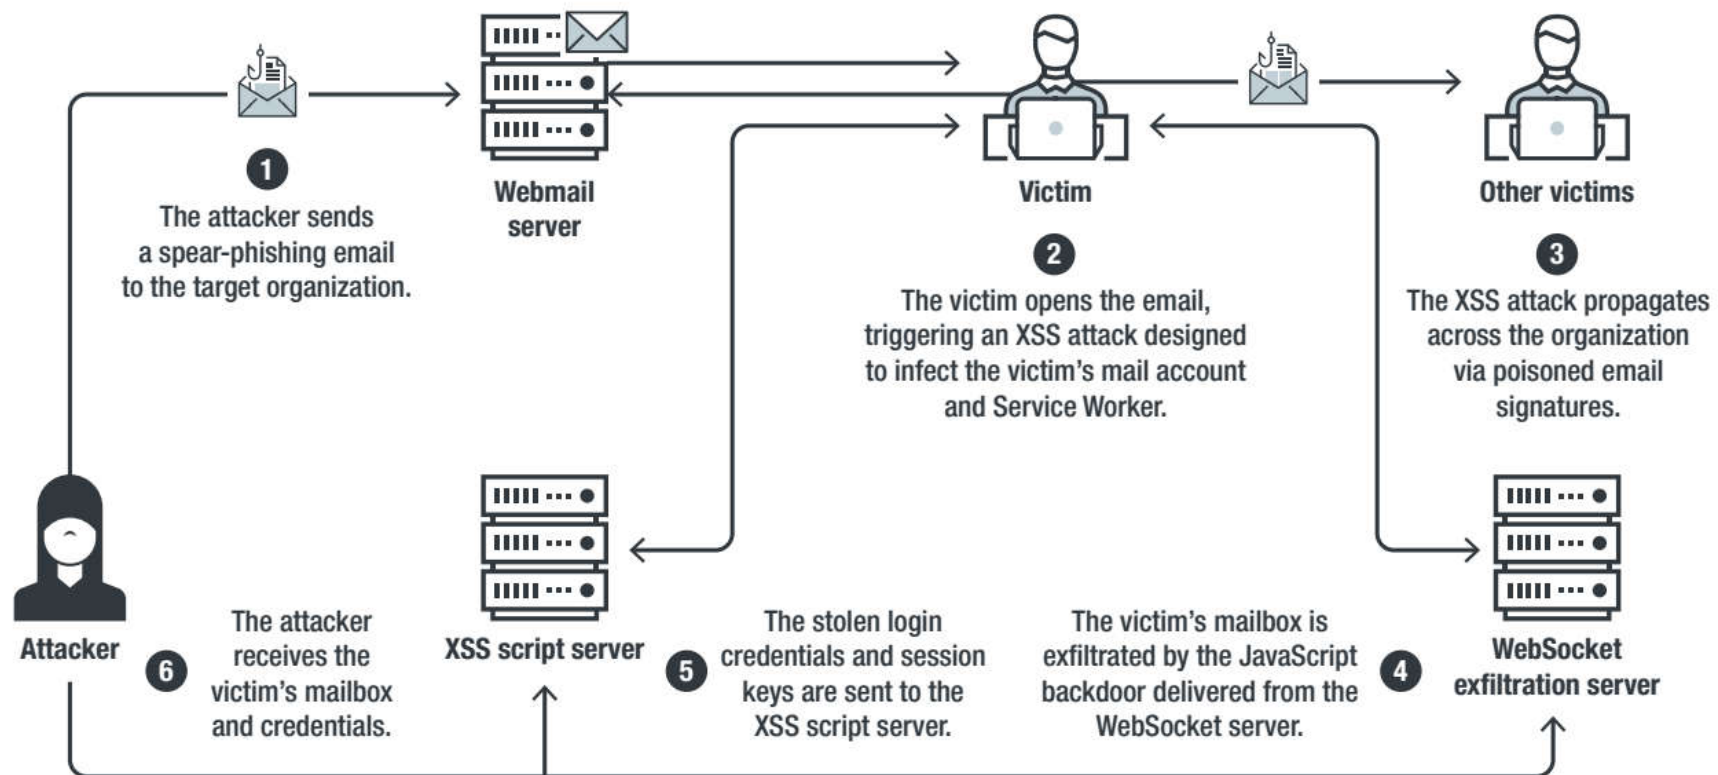 Webmail
server
Victim
Other victims
1
The attacker sends
a spear-phishing email
to the target organization.
2
The victim opens the email,
triggering an XSS attack designed
to infect the victim's mail account
and Service Worker.
3
The XSS attack propagates
across the organization
via poisoned email
signatures.
Attacker
6
The attacker
receives the
victim's mailbox
and credentials.
XSS script server
5
The stolen login
credentials and session
keys are sent to the
XSS script server.
The victim's mailbox is
exfiltrated by the JavaScript
backdoor delivered from the
WebSocket server.
4
WebSocket
exfiltration server